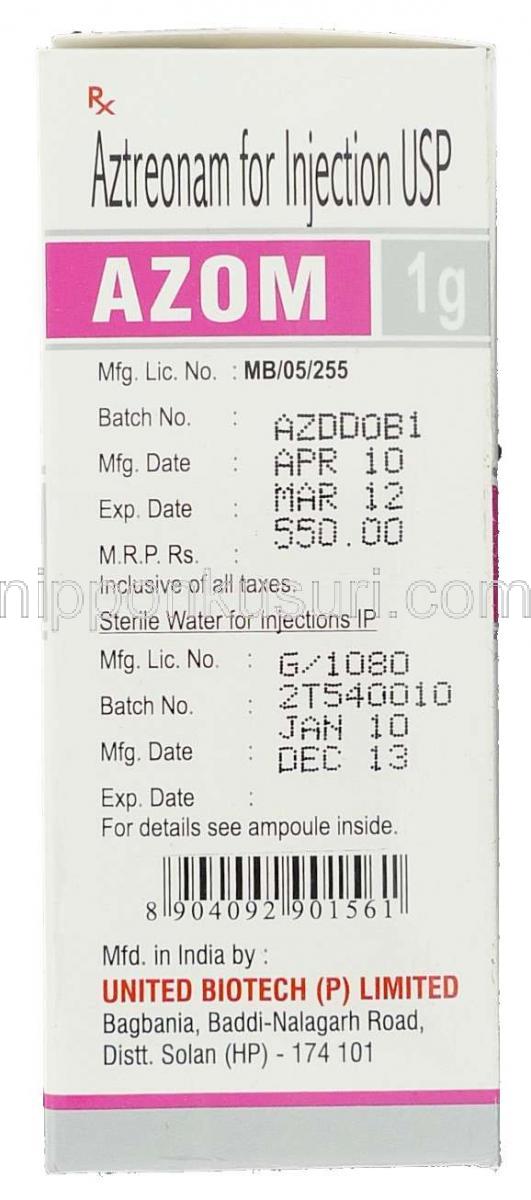 Rx
Aztreonam for Injection USP
AZOM 1g
Mfg. Lic. No. : MB/05/255
Batch No. : AZDDOB1
Mfg. Date : APR 10
Exp. Date : MAR 12
M.R.P. Rs. : 550.00
Inclusive of all taxes.
nipponkusuri.com
Sterile Water for Injections IP
Mfg. Lic. No. : G/1080
Batch No. : 2T540010
Mfg. Date : JAN 10
Exp. Date : DEC 13
For details see ampoule inside.
8 904092 901561
Mfd. in India by :
UNITED BIOTECH (P) LIMITED
Bagbania, Baddi-Nalagarh Road,
Distt. Solan (HP) - 174 101